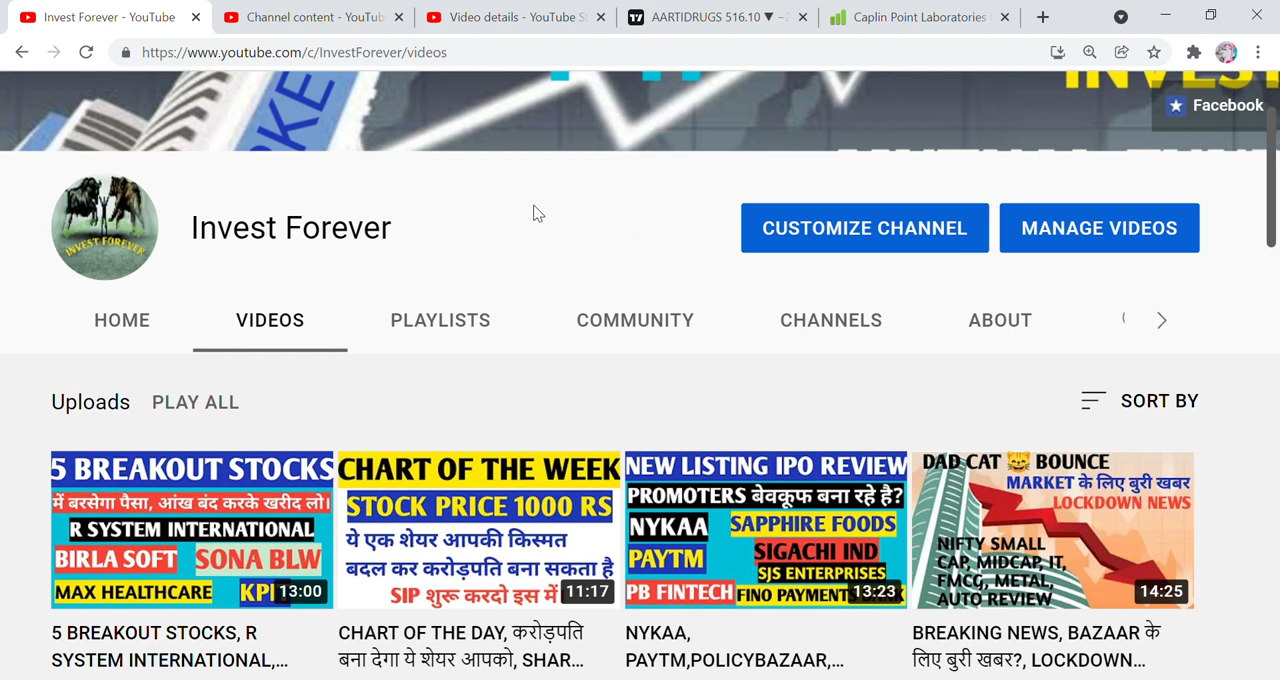 Invest Forever - YouTube
Channel content - YouTub
Video details - YouTube S
AARTIDRUGS 516.10 ▼ −2
Caplin Point Laboratories
https://www.youtube.com/c/InvestForever/videos
KE
INVEST
Facebook
INVEST FOREVER
Invest Forever
CUSTOMIZE CHANNEL
MANAGE VIDEOS
HOME
VIDEOS
PLAYLISTS
COMMUNITY
CHANNELS
ABOUT
Uploads
PLAY ALL
SORT BY
5 BREAKOUT STOCKS
में बरसेगा पैसा, आंख बंद करके खरीद लो।
R SYSTEM INTERNATIONAL
BIRLA SOFT
SONA BLW
MAX HEALTHCARE
13:00
CHART OF THE WEEK
STOCK PRICE 1000 RS
ये एक शेयर आपकी किस्मत
बदल कर करोड़पति बना सकता है
SIP शुरू करदो इस में
11:17
NEW LISTING IPO REVIEW
PROMOTERS बेवकूफ बना रहे है?
NYKAA
SAPPHIRE FOODS
PAYTM
SIGACHI IND
SJS ENTERPRISES
PB FINTECH
FINO PAYMENTS
13:23
DAD CAT BOUNCE
MARKET के लिए बुरी खबर
LOCKDOWN NEWS
NIFTY SMALL
CAP, MIDCAP, IT,
FMCG, METAL,
AUTO REVIEW
14:25
5 BREAKOUT STOCKS, R
SYSTEM INTERNATIONAL,...
CHART OF THE DAY, करोड़पति
बना देगा ये शेयर आपको, SHAR...
NYKAA,
PAYTM,POLICYBAZAAR,...
BREAKING NEWS, BAZAAR के
लिए बुरी खबर?, LOCKDOWN...